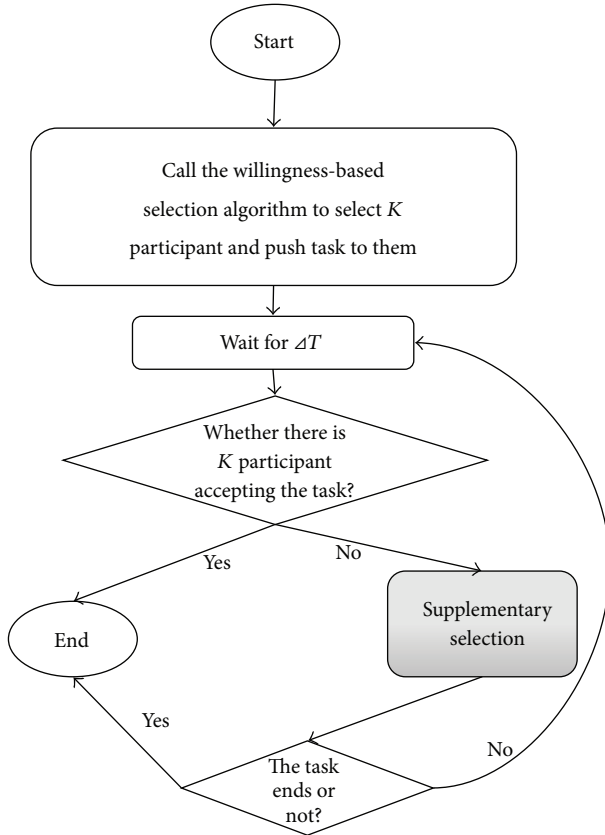 Start
Call the willingness-based
selection algorithm to select K
participant and push task to them
Wait for ⊿T
Whether there is
K participant
accepting the task?
Yes
No
Supplementary
selection
End
Yes
No
The task
ends or
not?